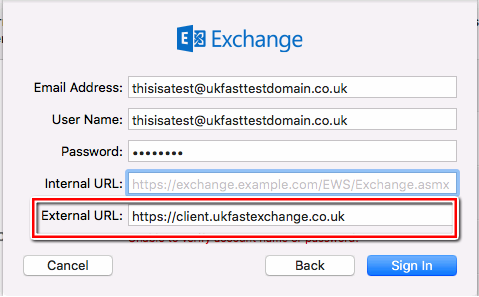 Exchange
Email Address: thisisatest@ukfasttestdomain.co.uk
User Name: thisisatest@ukfasttestdomain.co.uk
Password: ••••••••
Internal URL: https://exchange.example.com/EWS/Exchange.asmx
External URL: https://client.ukfastexchange.co.uk
Unable to verify account name or password.
Cancel Back Sign In